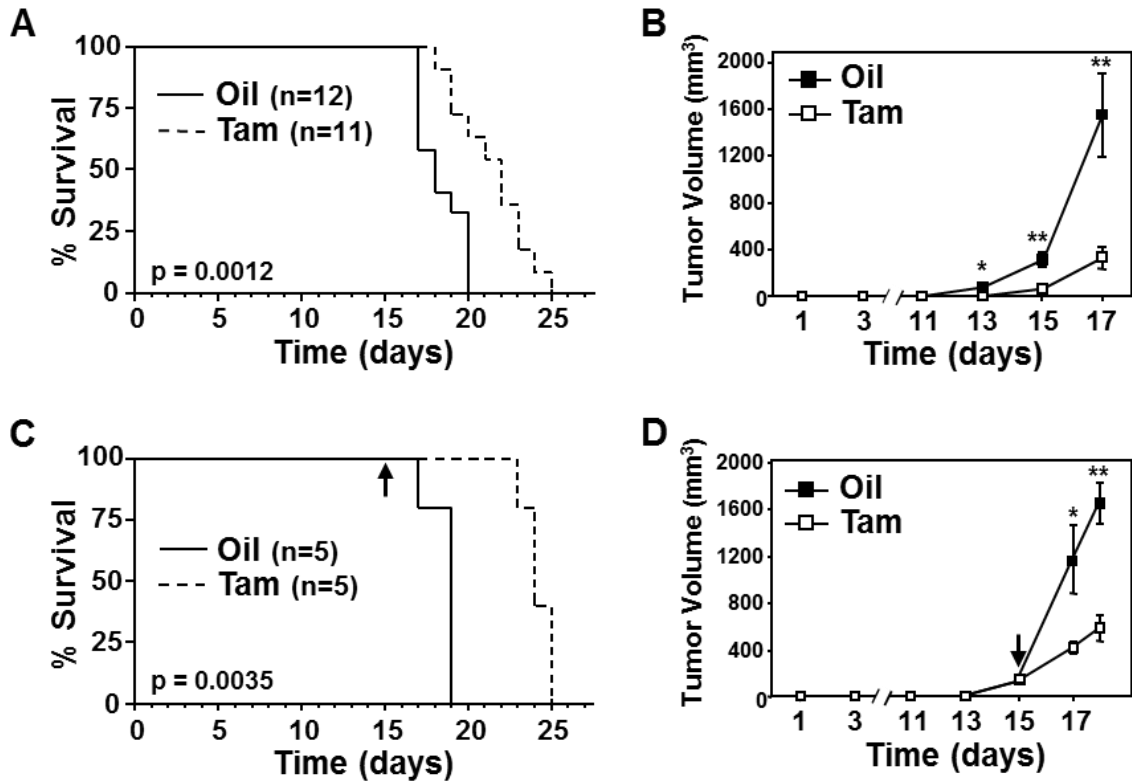 A
100
75
50
25
0
% Survival
Oil (n=12)
Tam (n=11)
p = 0.0012
0 5 10 15 20 25
Time (days)
B
2000
1600
1200
800
400
0
Tumor Volume (mm³)
Oil
Tam
* ** **
1 3 11 13 15 17
Time (days)
C
100
75
50
25
0
% Survival
Oil (n=5)
Tam (n=5)
p = 0.0035
0 5 10 15 20 25
Time (days)
D
2000
1600
1200
800
400
0
Tumor Volume (mm³)
Oil
Tam
* **
1 3 11 13 15 17
Time (days)